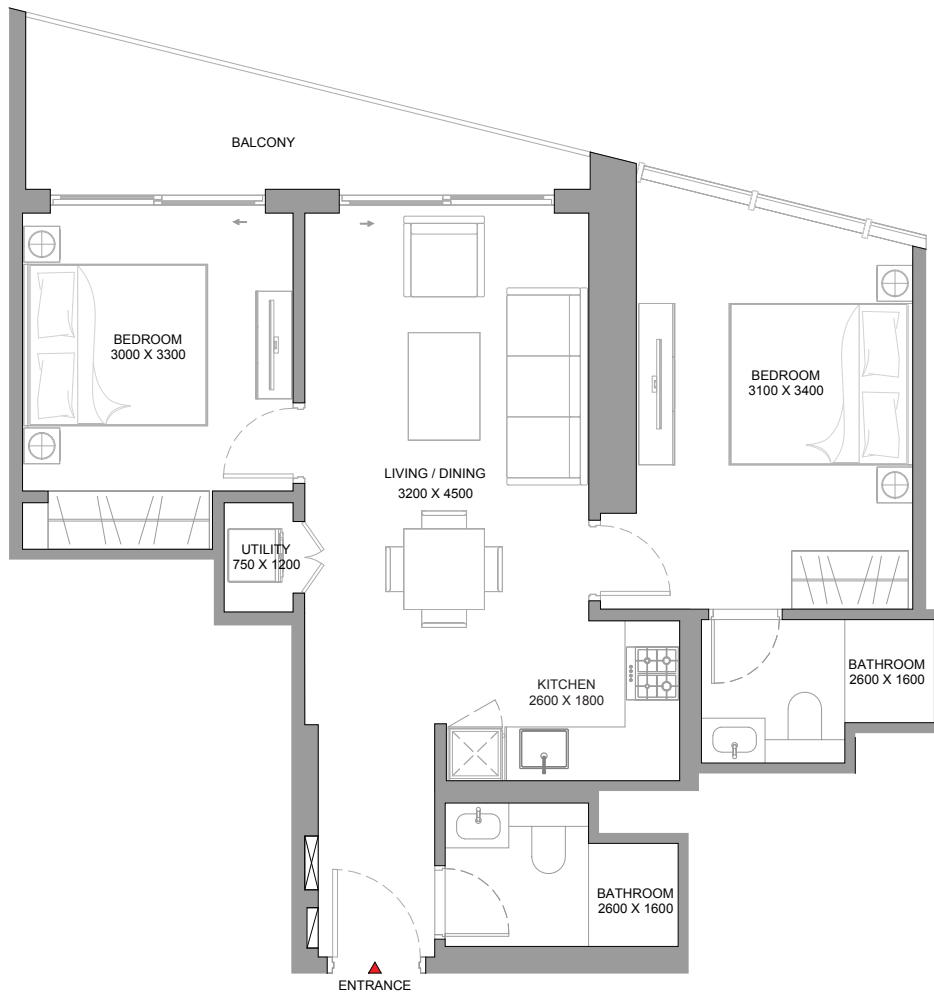 BALCONY
BEDROOM
3000 X 3300
BEDROOM
3100 X 3400
LIVING / DINING
3200 X 4500
UTILITY
750 X 1200
KITCHEN
2600 X 1800
BATHROOM
2600 X 1600
BATHROOM
2600 X 1600
ENTRANCE